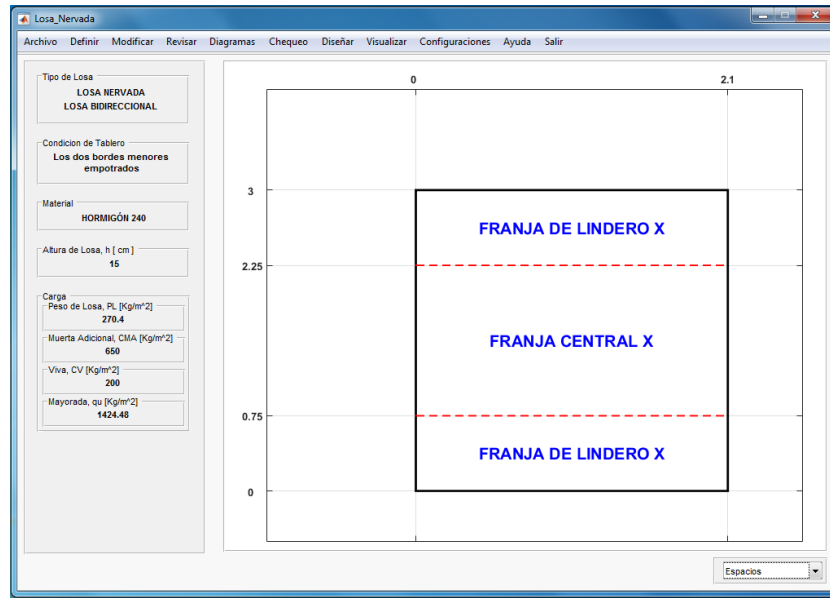 Losa_Nervada
Archivo Definir Modificar Revisar Diagramas Chequeo Diseñar Visualizar Configuraciones Ayuda Salir
Tipo de Losa
LOSA NERVADA
LOSA BIDIRECCIONAL
Condicion de Tablero
Los dos bordes menores
empotrados
Material
HORMIGÓN 240
Altura de Losa, h [ cm ]
15
Carga
Peso de Losa, PL [Kg/m^2]
270.4
Muerta Adicional, CMA [Kg/m^2]
650
Viva, CV [Kg/m^2]
200
Mayorada, qu [Kg/m^2]
1424.48
0 2.1
3
FRANJA DE LINDERO X
2.25
FRANJA CENTRAL X
0.75
FRANJA DE LINDERO X
0
Espacios